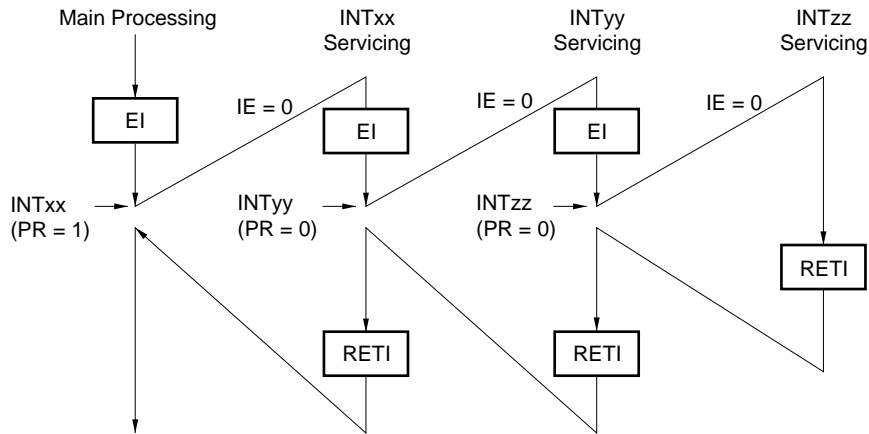 Main Processing
INTxx
Servicing
INTyy
Servicing
INTzz
Servicing
IE = 0
IE = 0
IE = 0
EI
EI
EI
INTxx
(PR = 1)
INTyy
(PR = 0)
INTzz
(PR = 0)
RETI
RETI
RETI